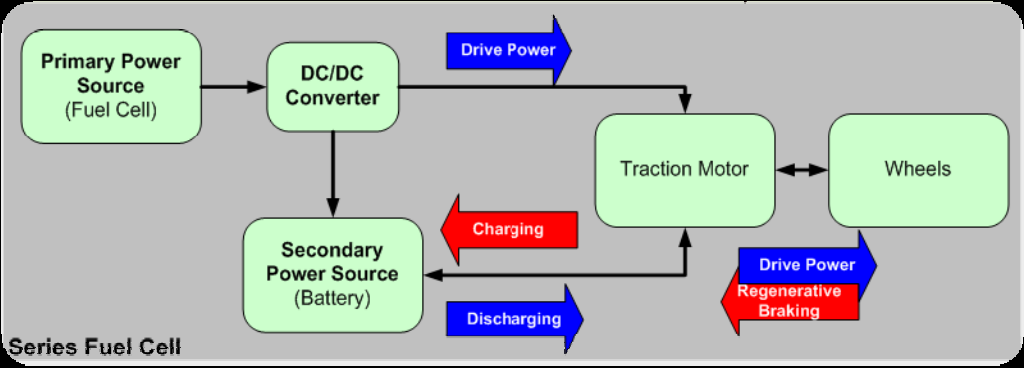 Drive Power
Primary Power
Source
(Fuel Cell)
DC/DC
Converter
Traction Motor
Wheels
Charging
Secondary
Power Source
(Battery)
Drive Power
Regenerative
Braking
Discharging
Series Fuel Cell